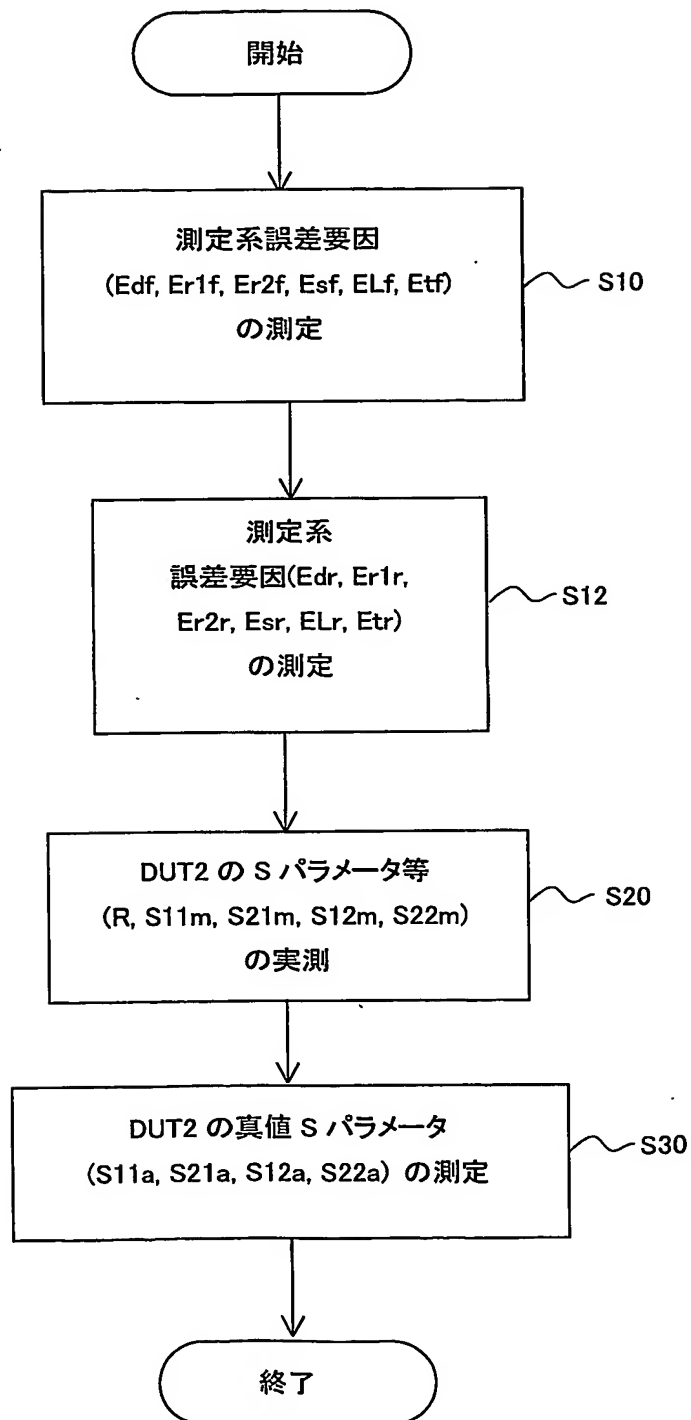 開始
測定系誤差要因
(Edf, Er1f, Er2f, Esf, ELf, Etf)
の測定
S10
測定系
誤差要因(Edr, Er1r,
Er2r, Esr, ELr, Etr)
の測定
S12
DUT2 の S パラメータ等
(R, S11m, S21m, S12m, S22m)
の実測
S20
DUT2 の真値 S パラメータ
(S11a, S21a, S12a, S22a) の測定
S30
終了